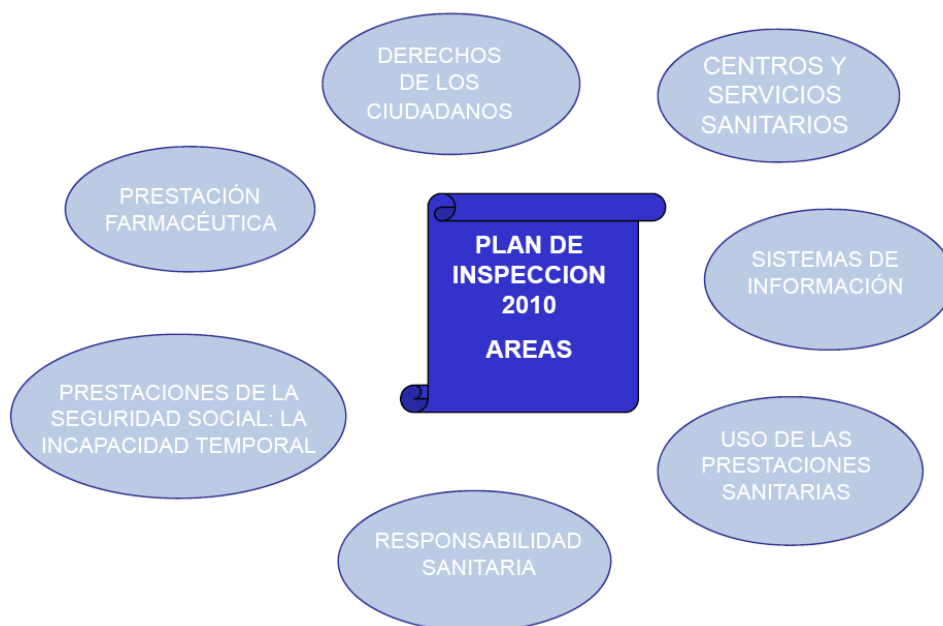 DERECHOS
DE LOS
CIUDADANOS
CENTROS Y
SERVICIOS
SANITARIOS
PRESTACIÓN
FARMACÉUTICA
PLAN DE
INSPECCION
2010
AREAS
SISTEMAS DE
INFORMACIÓN
PRESTACIONES DE LA
SEGURIDAD SOCIAL: LA
INCAPACIDAD TEMPORAL
USO DE LAS
PRESTACIONES
SANITARIAS
RESPONSABILIDAD
SANITARIA